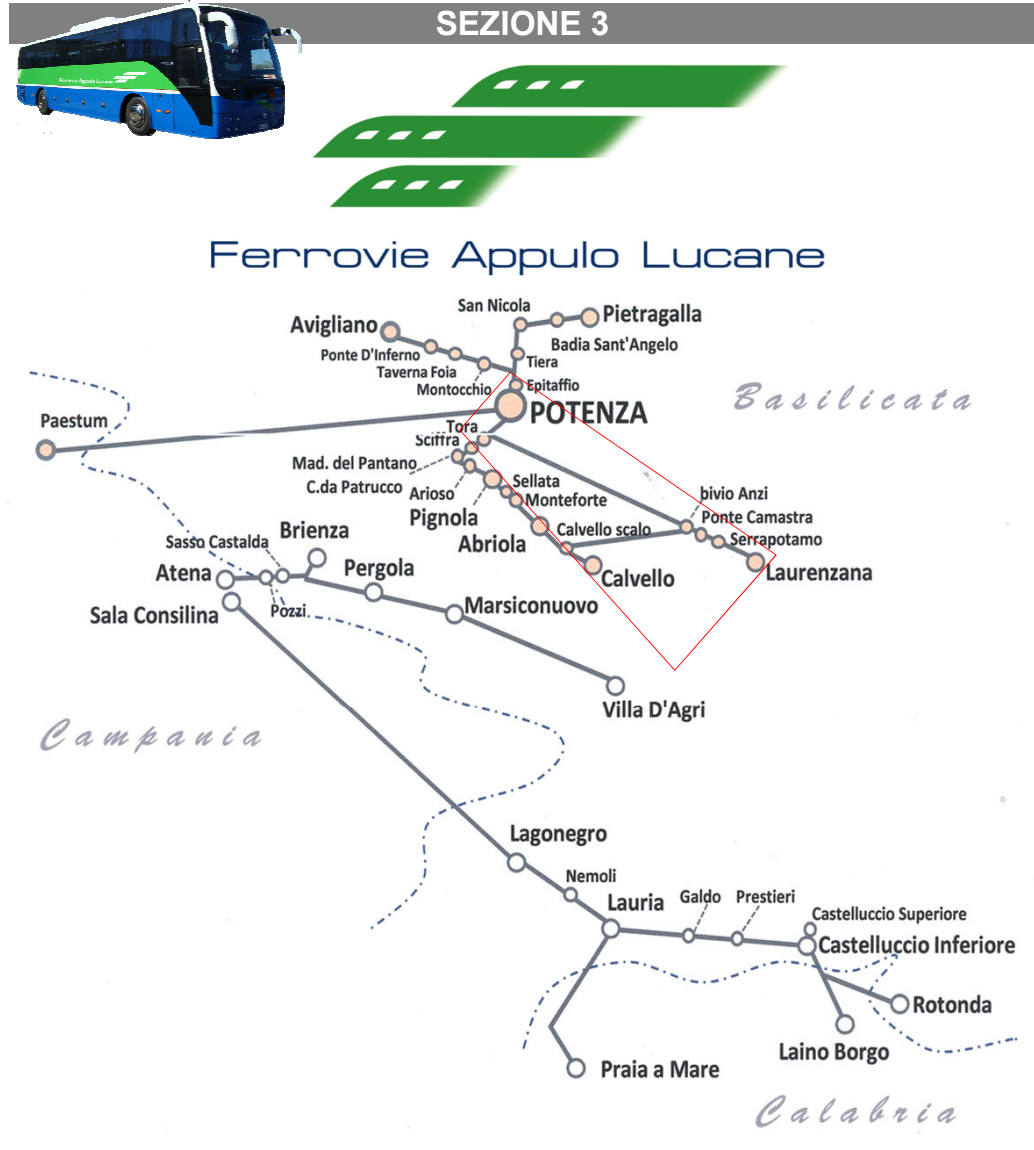 SEZIONE 3
Ferrovie Appulo Lucane
Ferrovie Appulo Lucane
San Nicola
Pietragalla
Avigliano
Badia Sant'Angelo
Ponte D'Inferno
Tiera
Taverna Foia
Montocchio
Epitaffio
Basilicata
POTENZA
Paestum
Tora
Sciffra
Mad. del Pantano
C.da Patrucco
Arioso
Sellata
Monteforte
bivio Anzi
Pignola
Ponte Camastra
Brienza
Calvello scalo
Serrapotamo
Sasso Castalda
Abriola
Atena
Pergola
Calvello
Laurenzana
Sala Consilina
Pozzi
Marsiconuovo
Villa D'Agri
Campania
Lagonegro
Nemoli
Lauria
Galdo
Prestieri
Castelluccio Superiore
Castelluccio Inferiore
Rotonda
Laino Borgo
Praia a Mare
Calabria